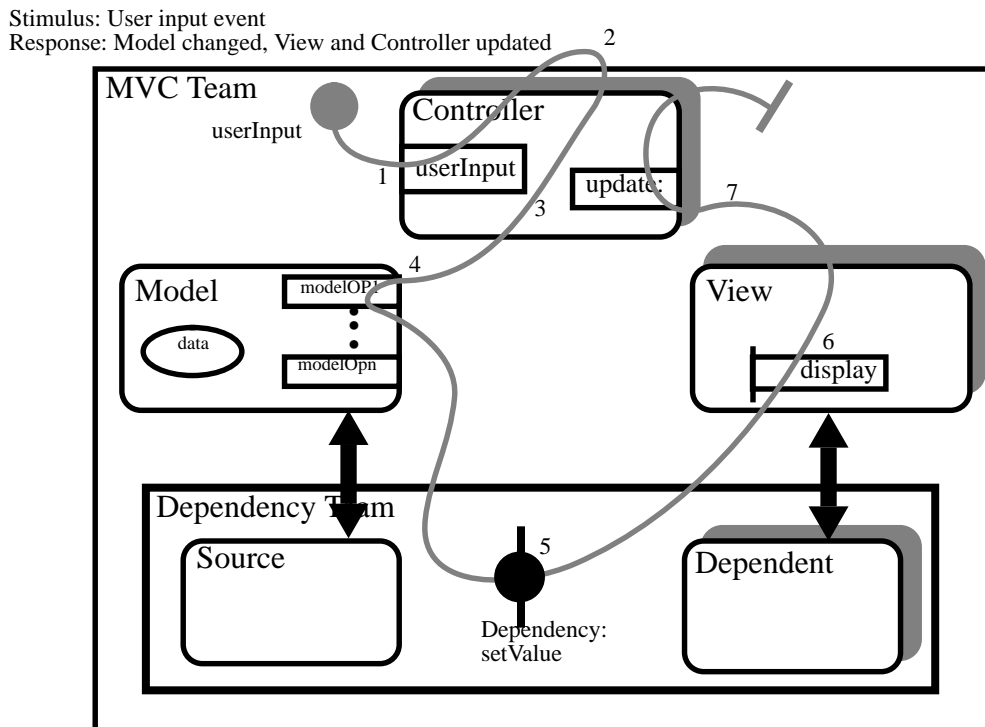 Stimulus: User input event
Response: Model changed, View and Controller updated
2
MVC Team
userInput
Controller
1
userInput
update:
3
7
4
Model
modelOP1
data
modelOpn
View
6
display
Dependency Team
Source
5
Dependent
Dependency:
setValue